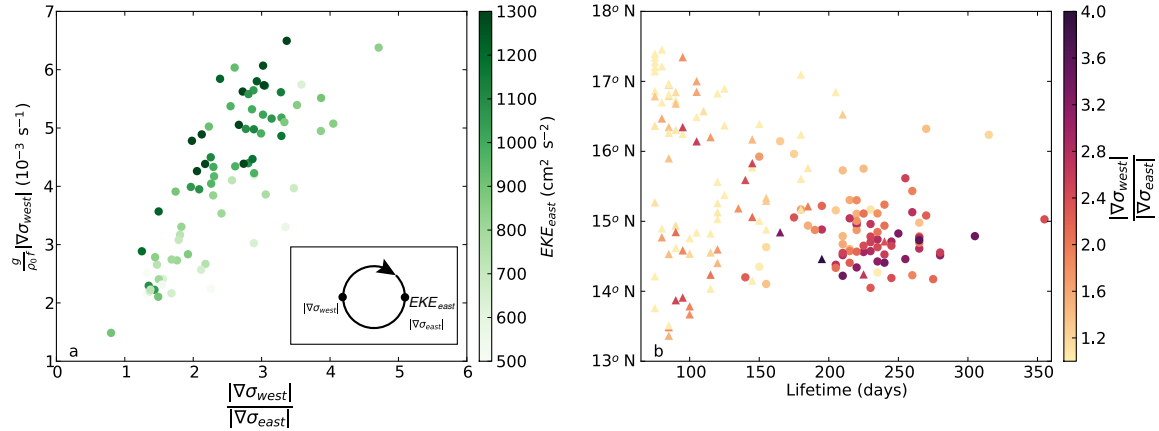 7
6
5
4
3
2
1
g/ρ₀f |∇σwest| (10⁻³ s⁻¹)
a
0 1 2 3 4 5 6
|∇σwest|
|∇σeast|
|∇σwest|
EKEeast
|∇σeast|
1300
1200
1100
1000
900
800
700
600
500
EKEeast (cm² s⁻²)
18° N
17° N
16° N
15° N
14° N
13° N
b
100 150 200 250 300 350
Lifetime (days)
4.0
3.6
3.2
2.8
2.4
2.0
1.6
1.2
|∇σwest|
|∇σeast|